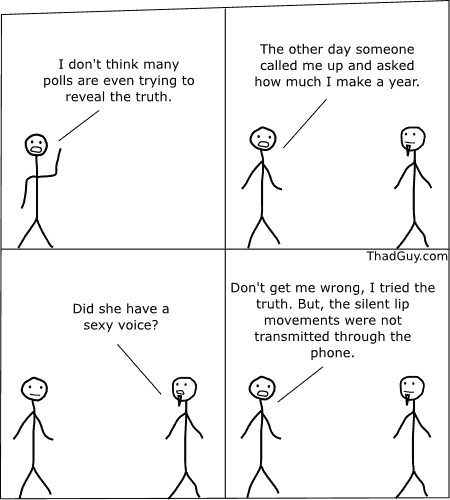 I don't think many
polls are even trying to
reveal the truth.
The other day someone
called me up and asked
how much I make a year.
ThadGuy.com
Did she have a
sexy voice?
Don't get me wrong, I tried the
truth. But, the silent lip
movements were not
transmitted through the
phone.